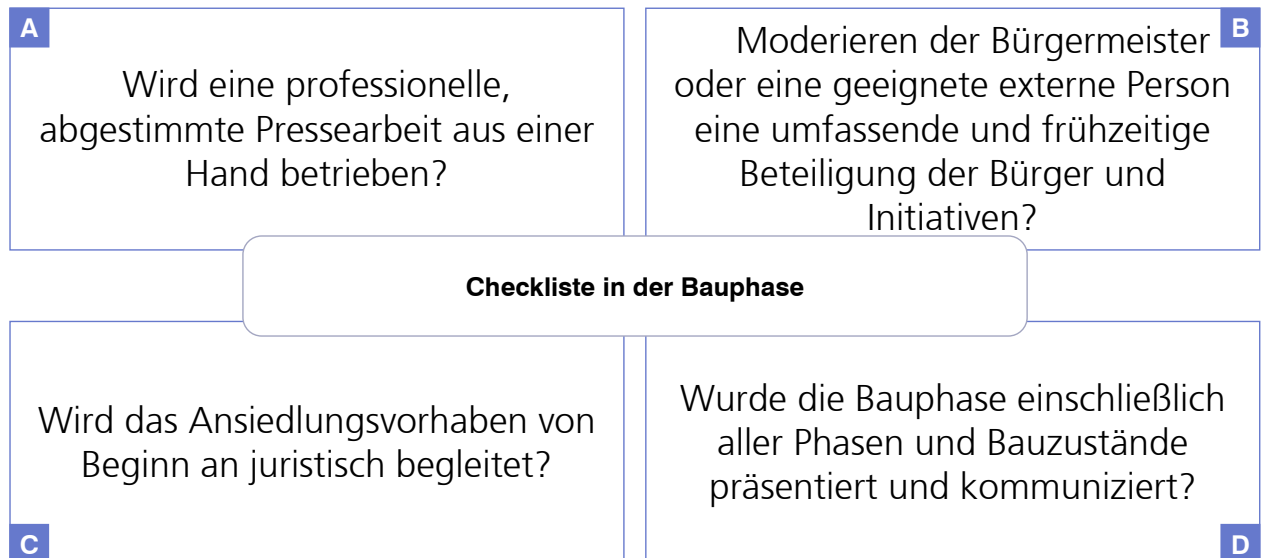 A
Wird eine professionelle,
abgestimmte Pressearbeit aus einer
Hand betrieben?
B
Moderieren der Bürgermeister
oder eine geeignete externe Person
eine umfassende und frühzeitige
Beteiligung der Bürger und
Initiativen?
Checkliste in der Bauphase
Wird das Ansiedlungsvorhaben von
Beginn an juristisch begleitet?
C
Wurde die Bauphase einschließlich
aller Phasen und Bauzustände
präsentiert und kommuniziert?
D